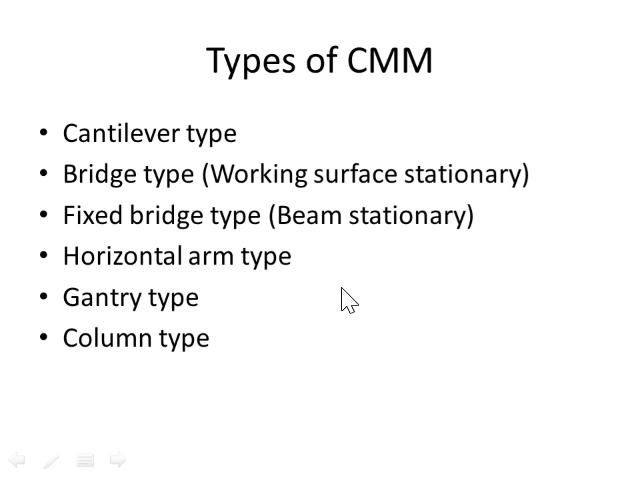 Types of CMM
• Cantilever type
• Bridge type (Working surface stationary)
• Fixed bridge type (Beam stationary)
• Horizontal arm type
• Gantry type
• Column type